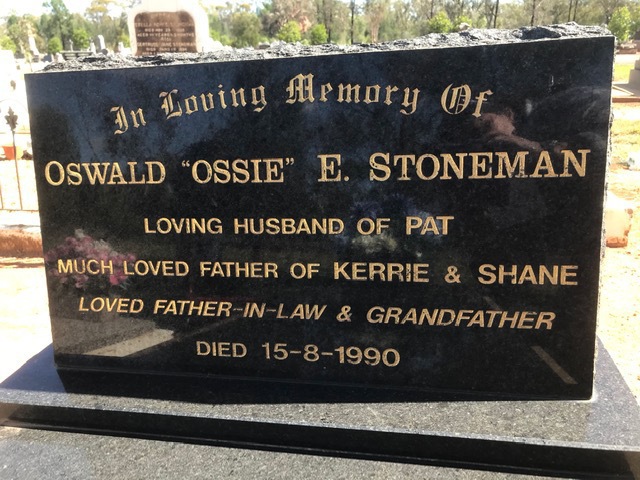 In Loving Memory Of
OSWALD "OSSIE" E. STONEMAN
LOVING HUSBAND OF PAT
MUCH LOVED FATHER OF KERRIE & SHANE
LOVED FATHER-IN-LAW & GRANDFATHER
DIED 15-8-1990